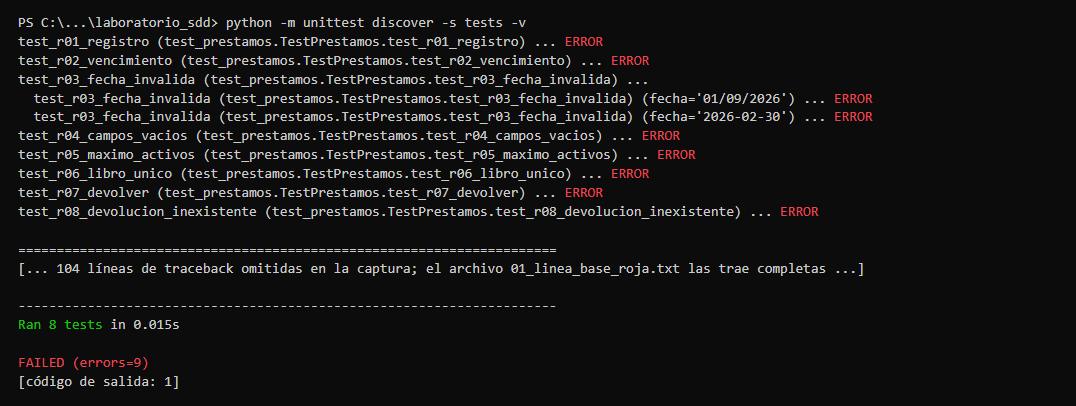 PS C:\...\laboratorio_sdd> python -m unittest discover -s tests -v
test_r01_registro (test_prestamos.TestPrestamos.test_r01_registro) ... ERROR
test_r02_vencimiento (test_prestamos.TestPrestamos.test_r02_vencimiento) ... ERROR
test_r03_fecha_invalida (test_prestamos.TestPrestamos.test_r03_fecha_invalida) ...
  test_r03_fecha_invalida (test_prestamos.TestPrestamos.test_r03_fecha_invalida) (fecha='01/09/2026') ... ERROR
  test_r03_fecha_invalida (test_prestamos.TestPrestamos.test_r03_fecha_invalida) (fecha='2026-02-30') ... ERROR
test_r04_campos_vacios (test_prestamos.TestPrestamos.test_r04_campos_vacios) ... ERROR
test_r05_maximo_activos (test_prestamos.TestPrestamos.test_r05_maximo_activos) ... ERROR
test_r06_libro_unico (test_prestamos.TestPrestamos.test_r06_libro_unico) ... ERROR
test_r07_devolver (test_prestamos.TestPrestamos.test_r07_devolver) ... ERROR
test_r08_devolucion_inexistente (test_prestamos.TestPrestamos.test_r08_devolucion_inexistente) ... ERROR

======================================================================
[... 104 líneas de traceback omitidas en la captura; el archivo 01_linea_base_roja.txt las trae completas ...]

----------------------------------------------------------------------
Ran 8 tests in 0.015s

FAILED (errors=9)
[código de salida: 1]